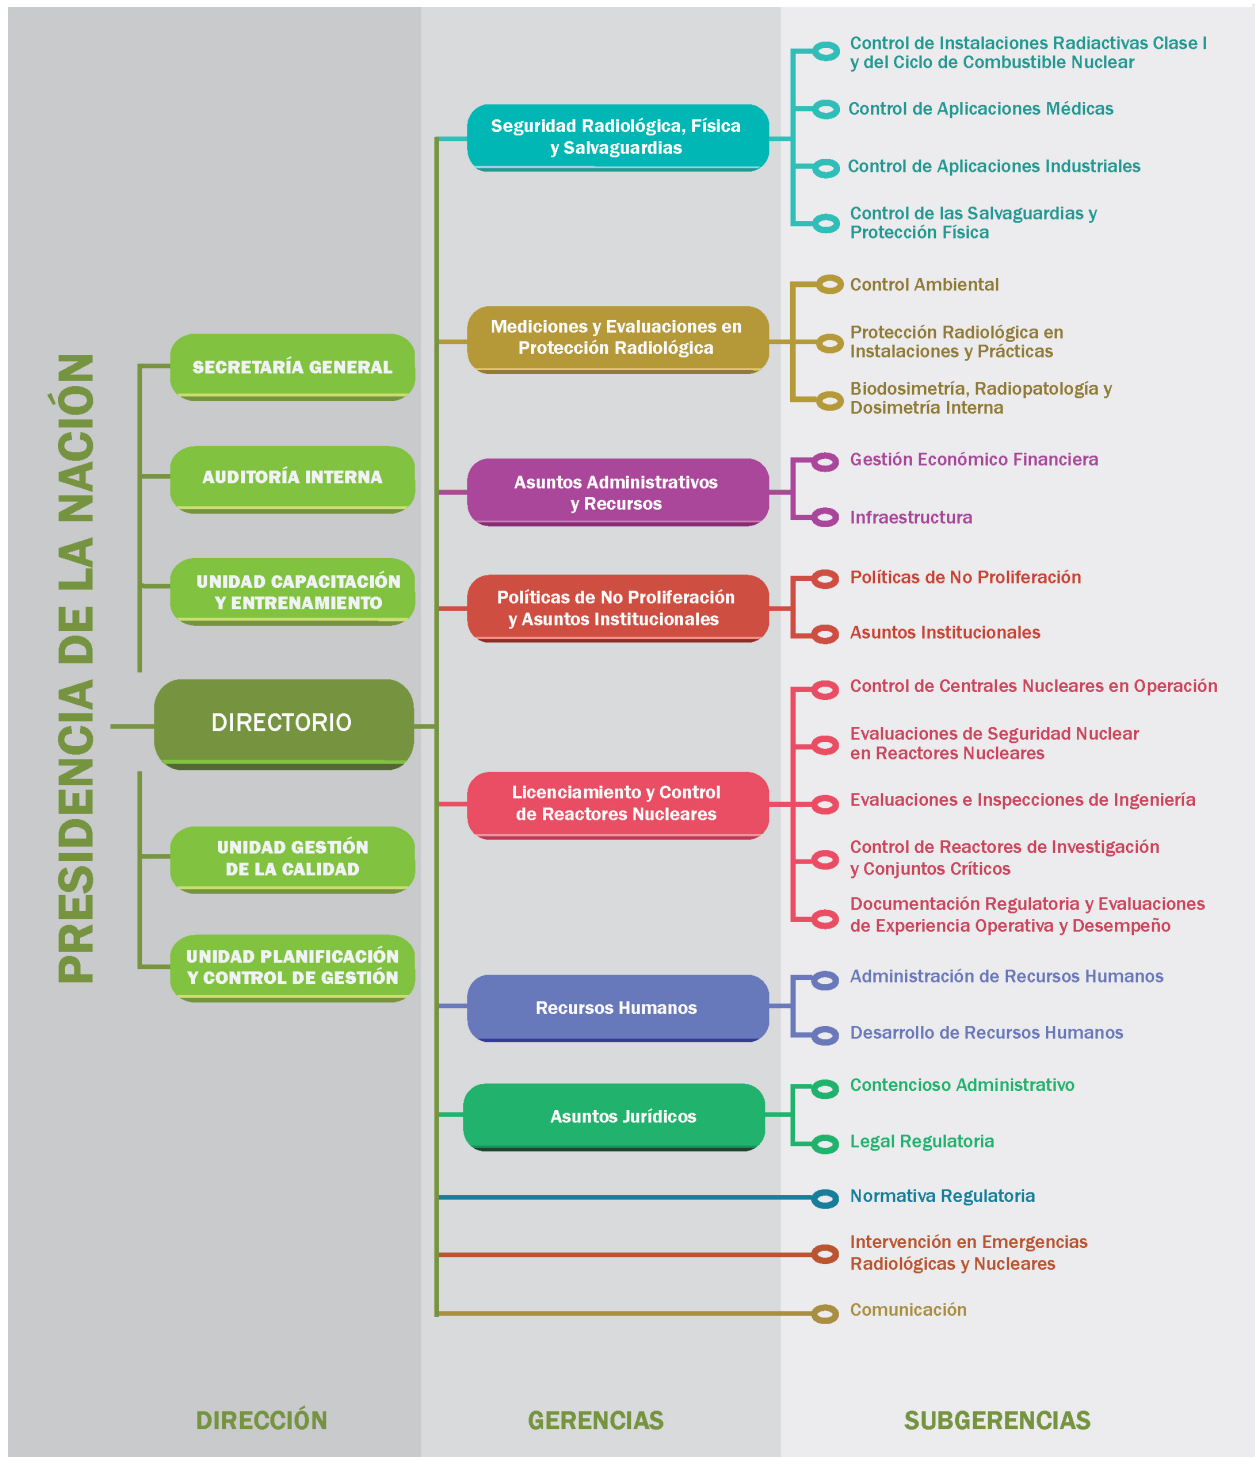 PRESIDENCIA DE LA NACIÓN
SECRETARÍA GENERAL
AUDITORÍA INTERNA
UNIDAD CAPACITACIÓN
Y ENTRENAMIENTO
DIRECTORIO
UNIDAD GESTIÓN
DE LA CALIDAD
UNIDAD PLANIFICACIÓN
Y CONTROL DE GESTIÓN
Seguridad Radiológica, Física
y Salvaguardias
Control de Instalaciones Radiactivas Clase I
y del Ciclo de Combustible Nuclear
Control de Aplicaciones Médicas
Control de Aplicaciones Industriales
Control de las Salvaguardias y
Protección Física
Mediciones y Evaluaciones en
Protección Radiológica
Control Ambiental
Protección Radiológica en
Instalaciones y Prácticas
Biodosimetría, Radiopatología y
Dosimetría Interna
Asuntos Administrativos
y Recursos
Gestión Económico Financiera
Infraestructura
Políticas de No Proliferación
y Asuntos Institucionales
Políticas de No Proliferación
Asuntos Institucionales
Licenciamiento y Control
de Reactores Nucleares
Control de Centrales Nucleares en Operación
Evaluaciones de Seguridad Nuclear
en Reactores Nucleares
Evaluaciones e Inspecciones de Ingeniería
Control de Reactores de Investigación
y Conjuntos Críticos
Documentación Regulatoria y Evaluaciones
de Experiencia Operativa y Desempeño
Recursos Humanos
Administración de Recursos Humanos
Desarrollo de Recursos Humanos
Asuntos Jurídicos
Contencioso Administrativo
Legal Regulatoria
Normativa Regulatoria
Intervención en Emergencias
Radiológicas y Nucleares
Comunicación
DIRECCIÓN
GERENCIAS
SUBGERENCIAS